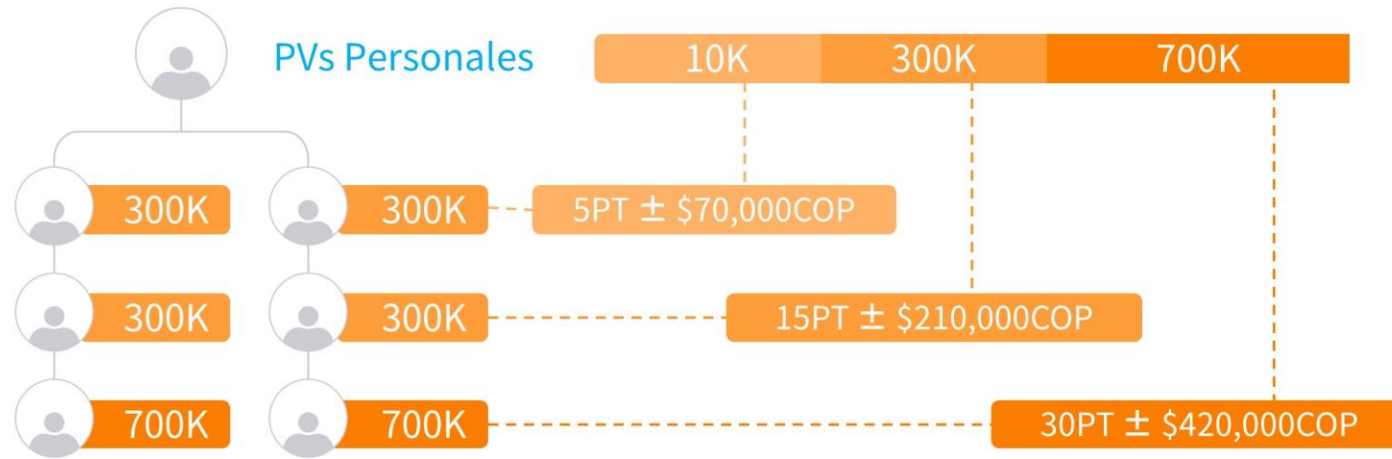 PVs Personales 10K 300K 700K
300K 300K 5PT ± $70,000COP
300K 300K 15PT ± $210,000COP
700K 700K 30PT ± $420,000COP